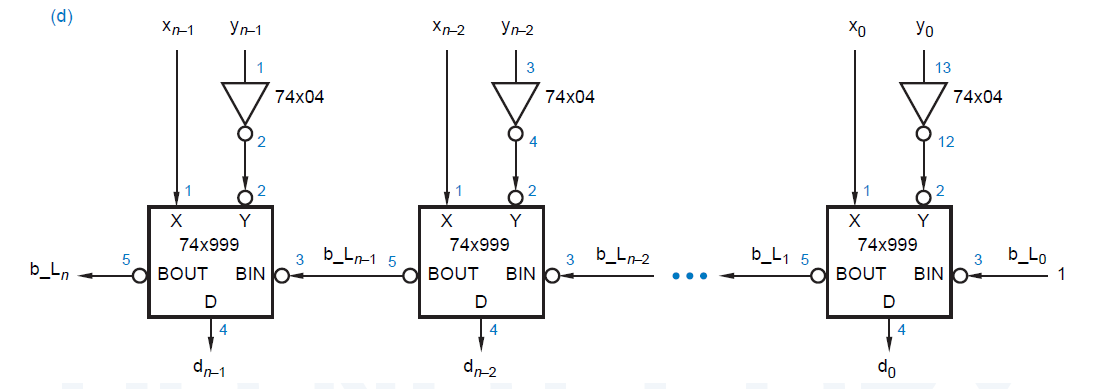 (d)
xn–1 yn–1 xn–2 yn–2 x0 y0
1 3 13
74x04 74x04 74x04
2 4 12
1 2 1 2 1 2
X Y X Y X Y
74x999 74x999 74x999
b_Ln 5 BOUT BIN 3 b_Ln–1 5 BOUT BIN 3 b_Ln–2 b_L1 5 BOUT BIN 3 b_L0 1
D D D
4 4 4
dn–1 dn–2 d0